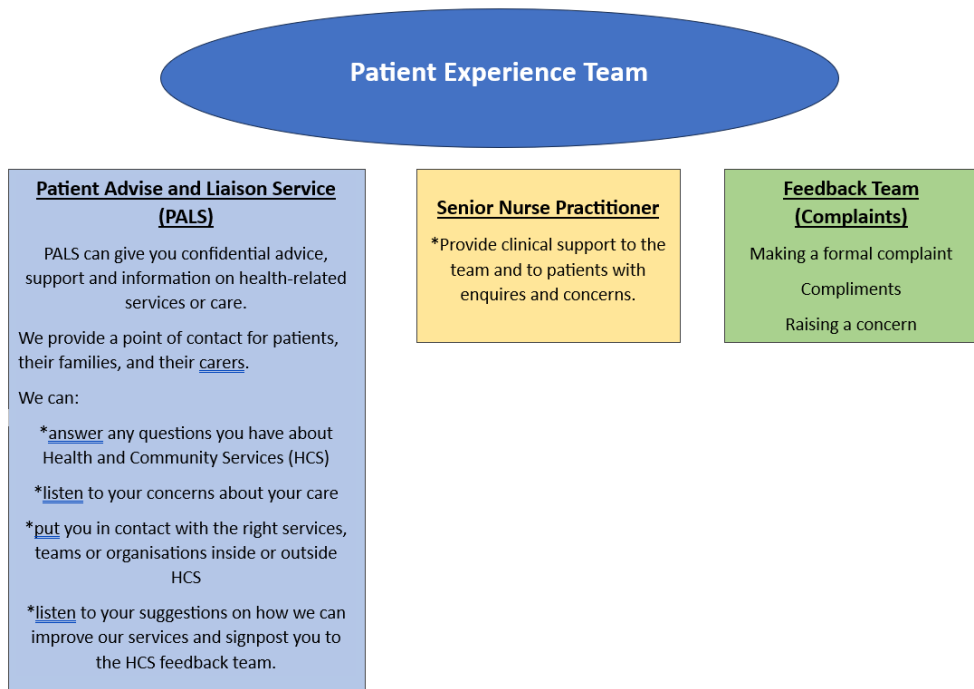 Patient Experience Team
Patient Advise and Liaison Service
(PALS)
PALS can give you confidential advice,
support and information on health-related
services or care.
We provide a point of contact for patients,
their families, and their carers.
We can:
*answer any questions you have about
Health and Community Services (HCS)
*listen to your concerns about your care
*put you in contact with the right services,
teams or organisations inside or outside
HCS
*listen to your suggestions on how we can
improve our services and signpost you to
the HCS feedback team.
Senior Nurse Practitioner
*Provide clinical support to the
team and to patients with
enquires and concerns.
Feedback Team
(Complaints)
Making a formal complaint
Compliments
Raising a concern